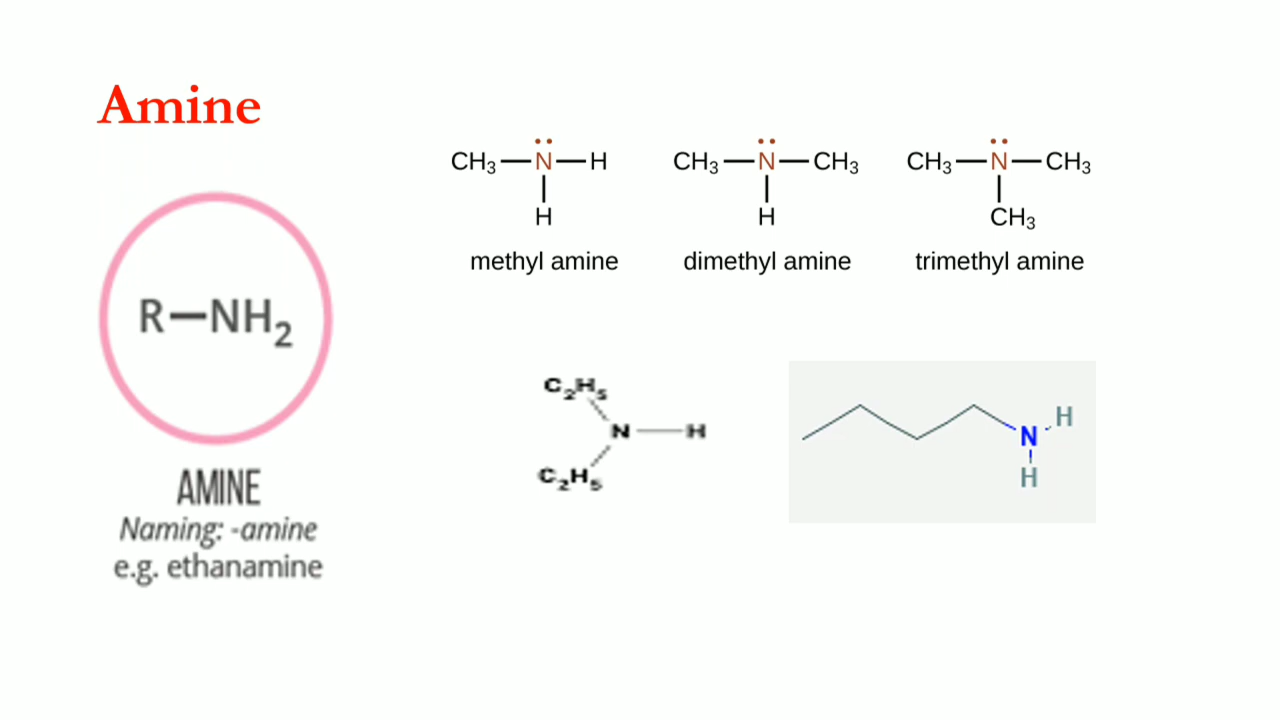 Amine
R—NH₂
AMINE
Naming: -amine
e.g. ethanamine
CH₃—N—H
H
methyl amine
CH₃—N—CH₃
H
dimethyl amine
CH₃—N—CH₃
CH₃
trimethyl amine
C₂H₅
N—H
C₂H₅
H
N
H